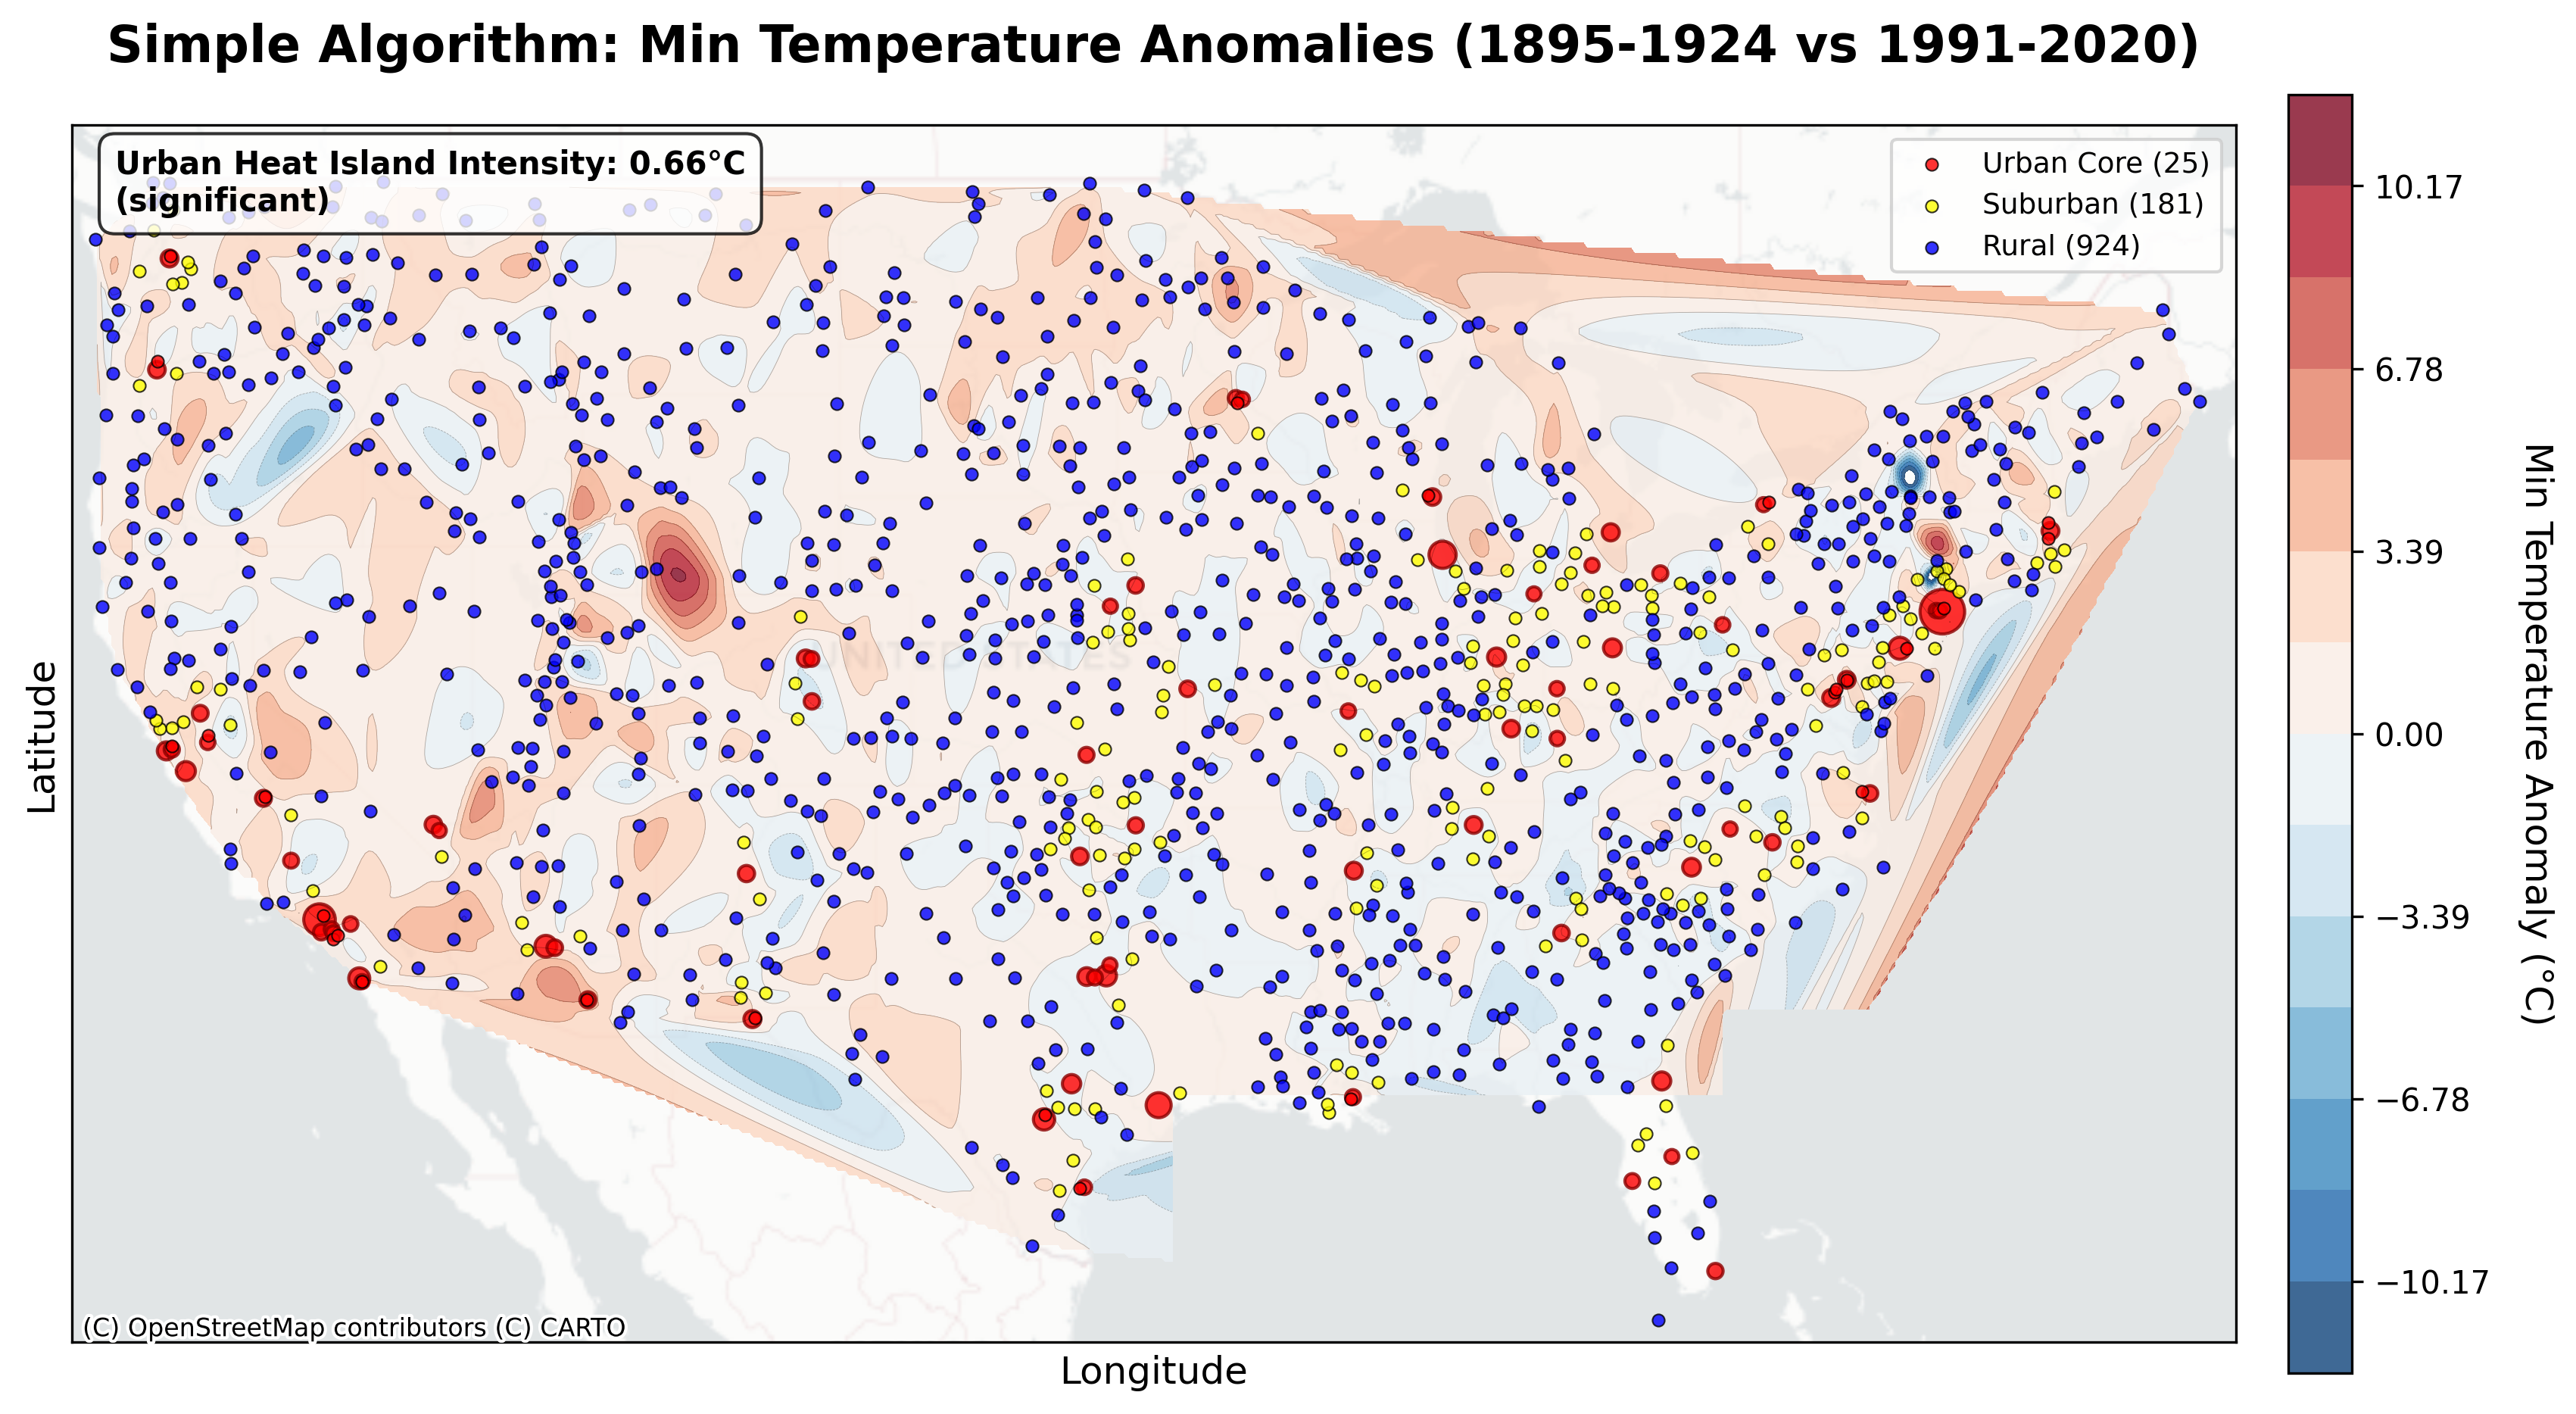 Simple Algorithm: Min Temperature Anomalies (1895-1924 vs 1991-2020)
Urban Heat Island Intensity: 0.66°C
(significant)
Urban Core (25)
Suburban (181)
Rural (924)
10.17
6.78
3.39
0.00
−3.39
−6.78
−10.17
Min Temperature Anomaly (°C)
Latitude
UNITED STATES
(C) OpenStreetMap contributors (C) CARTO
Longitude